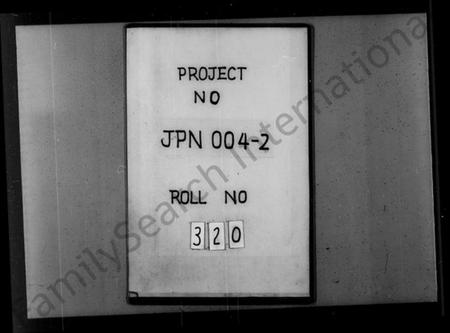 PROJECT
NO
JPN 004-2
ROLL NO
320
FamilySearch International